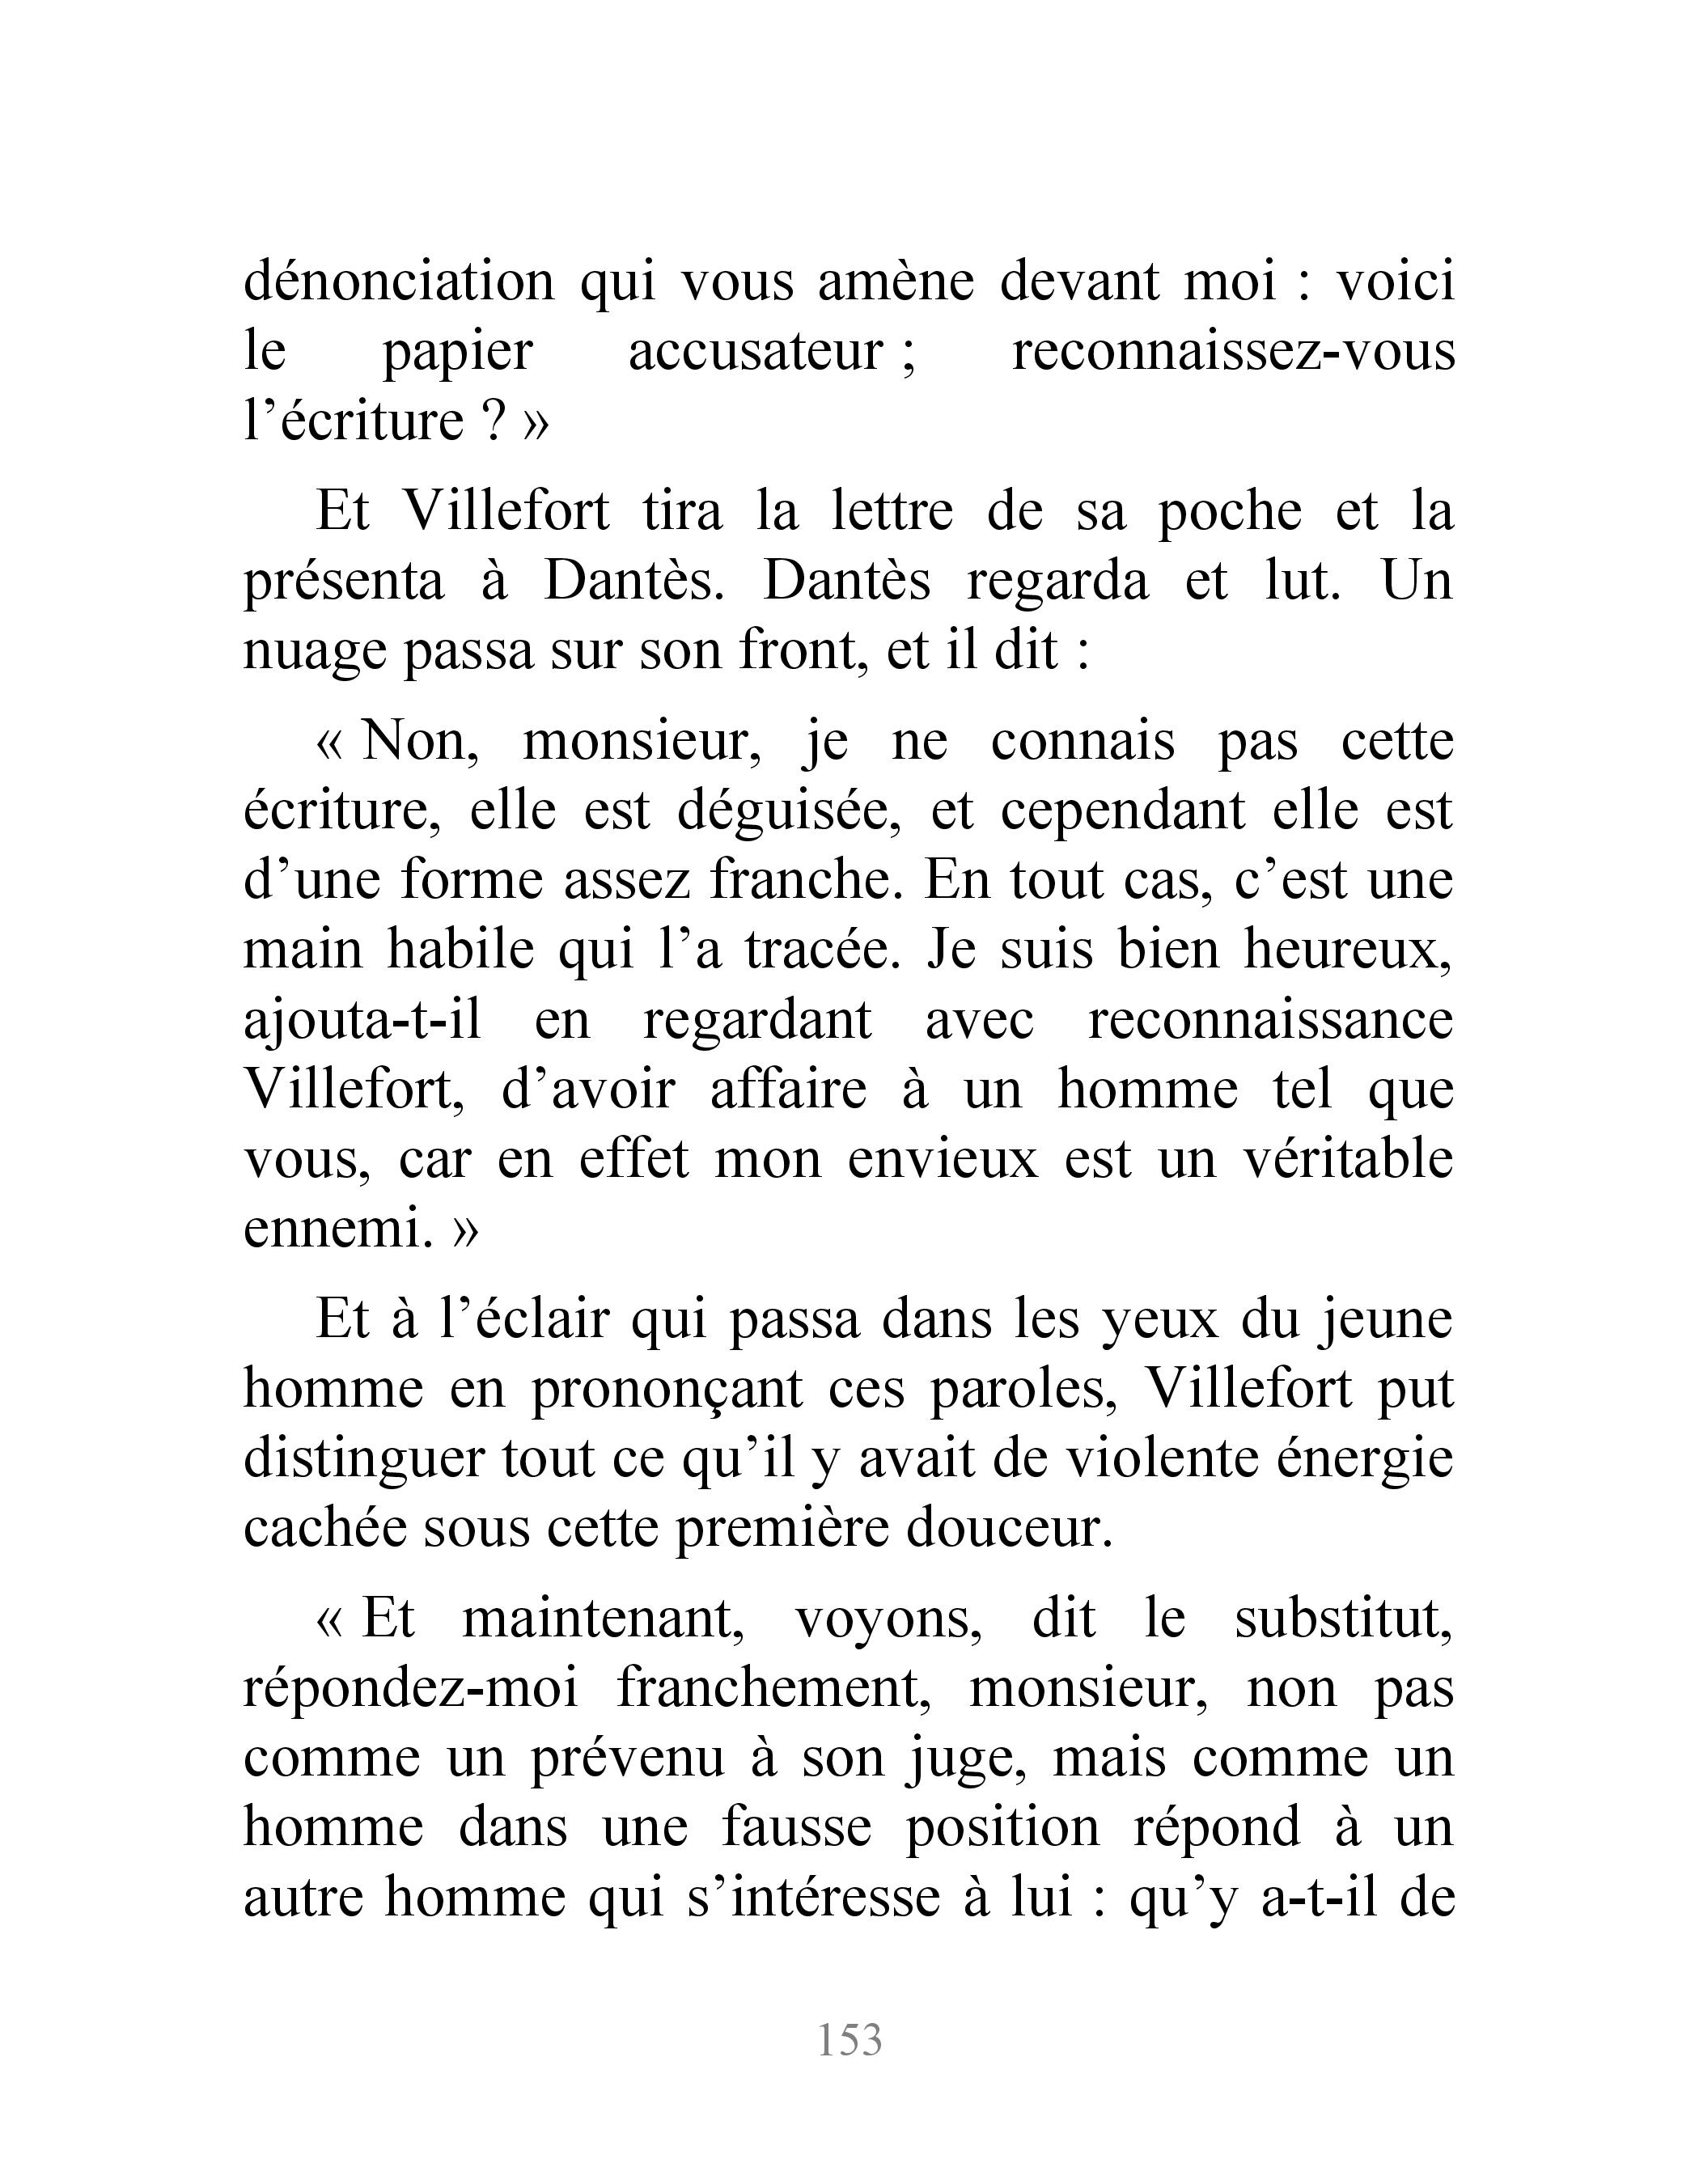 dénonciation qui vous amène devant moi : voici
le papier accusateur ; reconnaissez-vous
l’écriture ? »
Et Villefort tira la lettre de sa poche et la
présenta à Dantès. Dantès regarda et lut. Un
nuage passa sur son front, et il dit :
« Non, monsieur, je ne connais pas cette
écriture, elle est déguisée, et cependant elle est
d’une forme assez franche. En tout cas, c’est une
main habile qui l’a tracée. Je suis bien heureux,
ajouta-t-il en regardant avec reconnaissance
Villefort, d’avoir affaire à un homme tel que
vous, car en effet mon envieux est un véritable
ennemi. »
Et à l’éclair qui passa dans les yeux du jeune
homme en prononçant ces paroles, Villefort put
distinguer tout ce qu’il y avait de violente énergie
cachée sous cette première douceur.
« Et maintenant, voyons, dit le substitut,
répondez-moi franchement, monsieur, non pas
comme un prévenu à son juge, mais comme un
homme dans une fausse position répond à un
autre homme qui s’intéresse à lui : qu’y a-t-il de
153